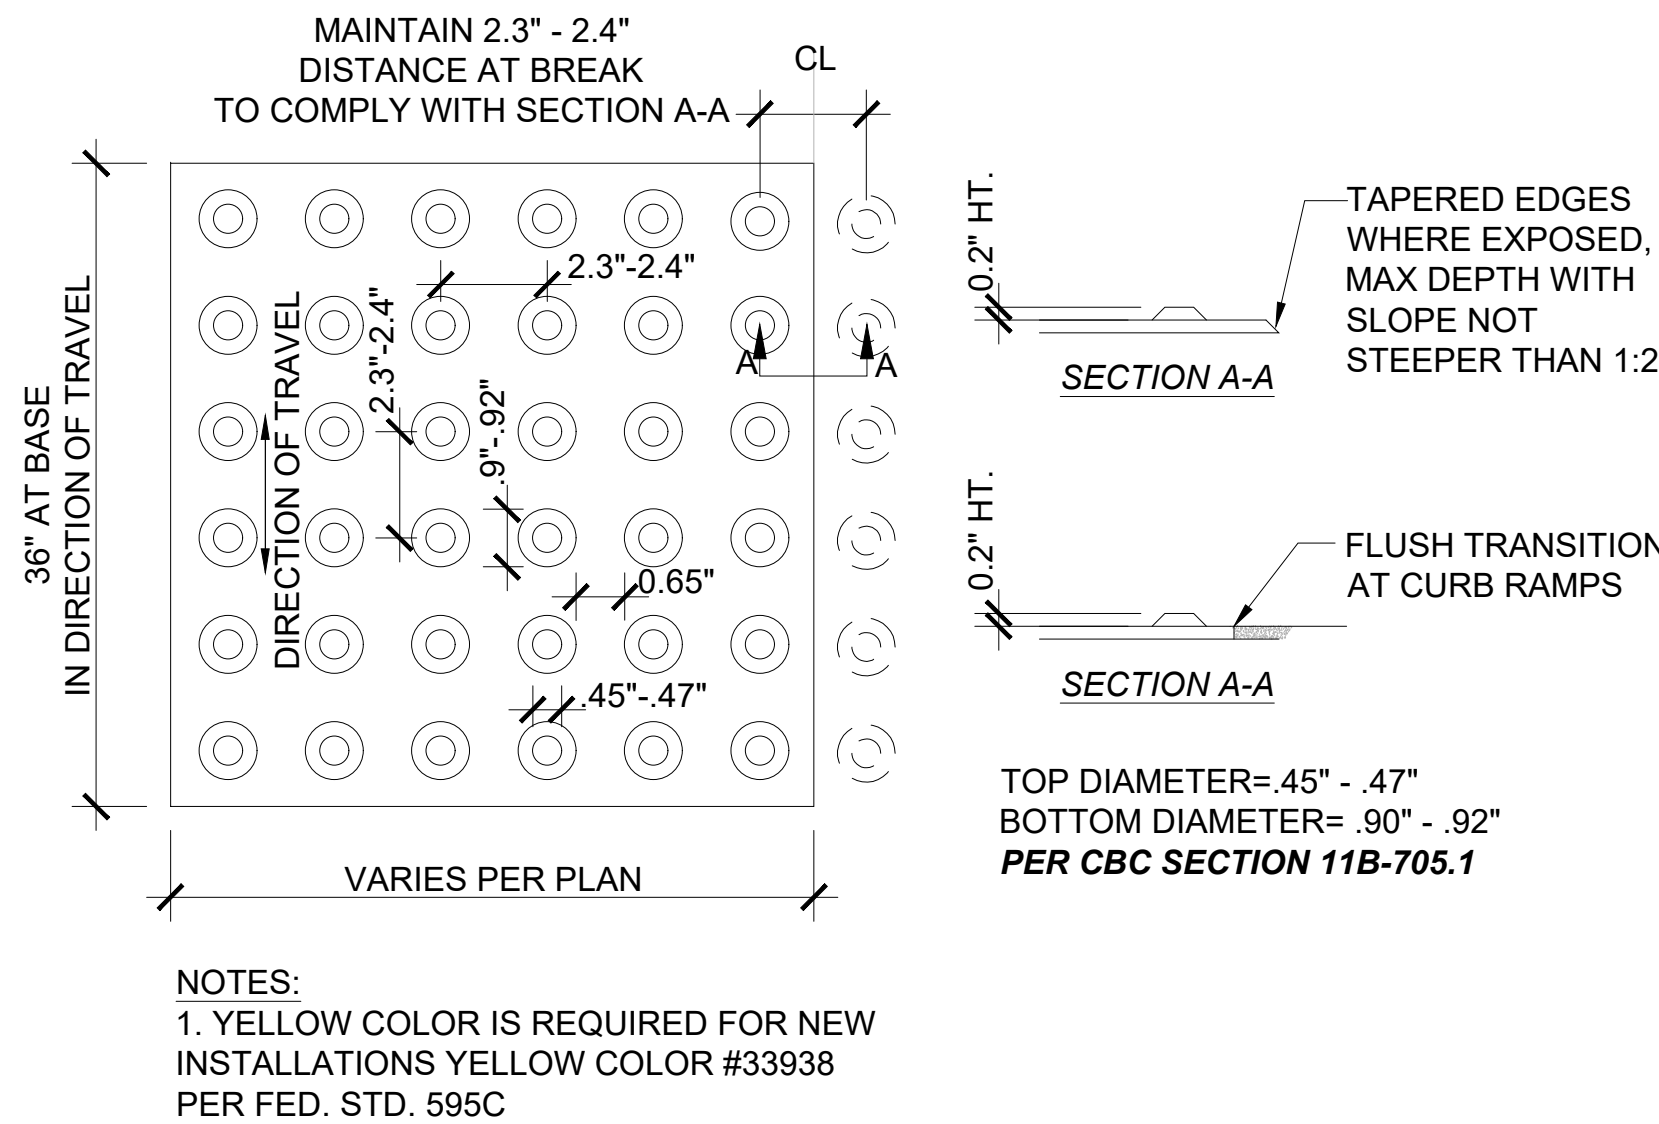 MAINTAIN 2.3" - 2.4"
DISTANCE AT BREAK
TO COMPLY WITH SECTION A-A
CL
36" AT BASE
IN DIRECTION OF TRAVEL
DIRECTION OF TRAVEL
2.3"-2.4"
2.3"-2.4"
.9"-.92"
0.65"
.45"-.47"
A
A
VARIES PER PLAN
0.2" HT.
TAPERED EDGES
WHERE EXPOSED,
MAX DEPTH WITH
SLOPE NOT
STEEPER THAN 1:2
SECTION A-A
0.2" HT.
FLUSH TRANSITION
AT CURB RAMPS
SECTION A-A
TOP DIAMETER=.45" - .47"
BOTTOM DIAMETER= .90" - .92"
PER CBC SECTION 11B-705.1
NOTES:
1. YELLOW COLOR IS REQUIRED FOR NEW
INSTALLATIONS YELLOW COLOR #33938
PER FED. STD. 595C